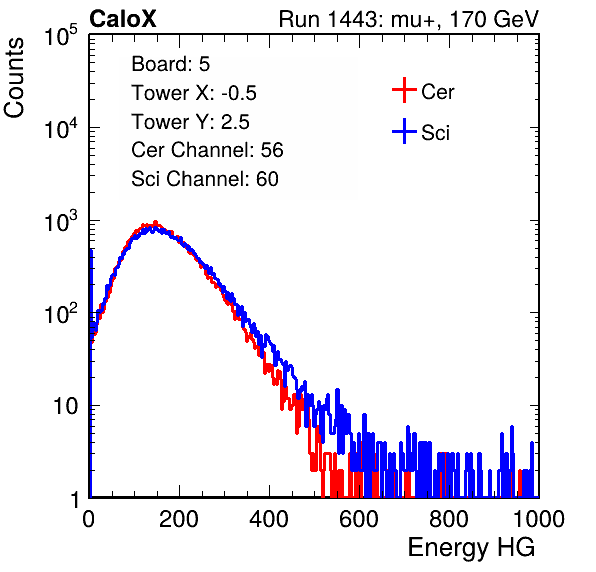 CaloX Run 1443: mu+, 170 GeV
Counts
Board: 5
Tower X: -0.5
Tower Y: 2.5
Cer Channel: 56
Sci Channel: 60
Cer
Sci
10^5
10^4
10^3
10^2
10
1
0 200 400 600 800 1000
Energy HG